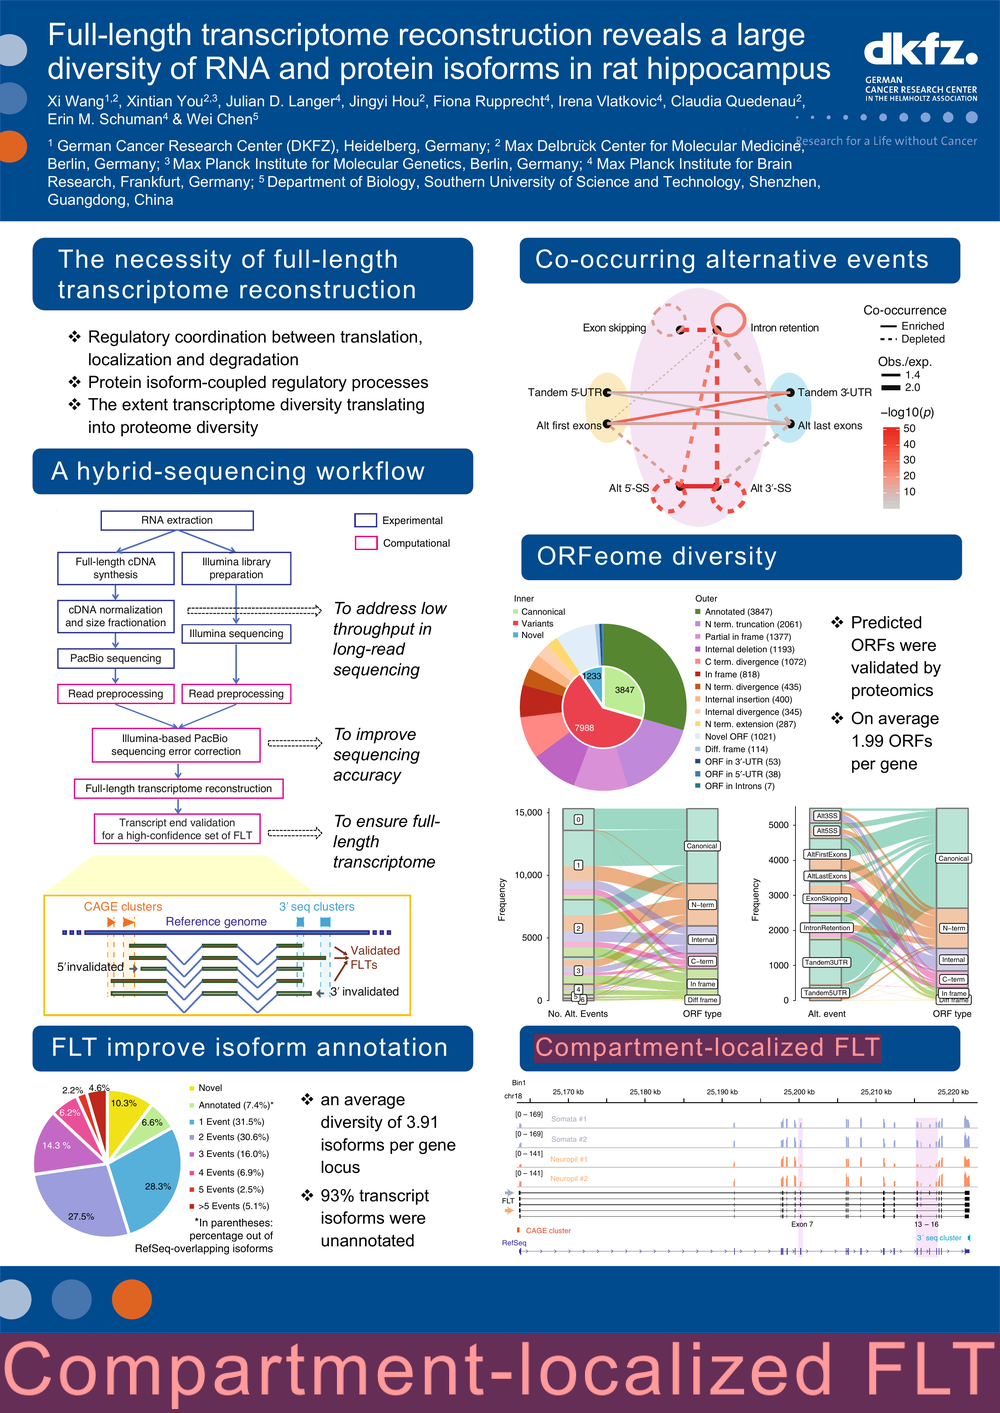 Full-length transcriptome reconstruction reveals a large
diversity of RNA and protein isoforms in rat hippocampus
Xi Wang1,2, Xintian You2,3, Julian D. Langer4, Jingyi Hou2, Fiona Rupprecht4, Irena Vlatkovic4, Claudia Quedenau2,
Erin M. Schuman4 & Wei Chen5
1 German Cancer Research Center (DKFZ), Heidelberg, Germany; 2 Max Delbrück Center for Molecular Medicine,
Berlin, Germany; 3 Max Planck Institute for Molecular Genetics, Berlin, Germany; 4 Max Planck Institute for Brain
Research, Frankfurt, Germany; 5 Department of Biology, Southern University of Science and Technology, Shenzhen,
Guangdong, China
dkfz.
GERMAN
CANCER RESEARCH CENTER
IN THE HELMHOLTZ ASSOCIATION
Research for a Life without Cancer
The necessity of full-length
transcriptome reconstruction
❖ Regulatory coordination between translation,
localization and degradation
❖ Protein isoform-coupled regulatory processes
❖ The extent transcriptome diversity translating
into proteome diversity
A hybrid-sequencing workflow
RNA extraction
Experimental
Computational
Full-length cDNA
synthesis
Illumina library
preparation
cDNA normalization
and size fractionation
Illumina sequencing
PacBio sequencing
Read preprocessing
Read preprocessing
To address low
throughput in
long-read
sequencing
Illumina-based PacBio
sequencing error correction
To improve
sequencing
accuracy
Full-length transcriptome reconstruction
Transcript end validation
for a high-confidence set of FLT
To ensure full-
length
transcriptome
CAGE clusters
3′ seq clusters
Reference genome
Validated
FLTs
5′invalidated
3′ invalidated
FLT improve isoform annotation
2.2%
4.6%
10.3%
6.6%
28.3%
27.5%
14.3 %
6.2%
Novel
Annotated (7.4%)*
1 Event (31.5%)
2 Events (30.6%)
3 Events (16.0%)
4 Events (6.9%)
5 Events (2.5%)
>5 Events (5.1%)
*In parentheses:
percentage out of
RefSeq-overlapping isoforms
❖ an average
diversity of 3.91
isoforms per gene
locus
❖ 93% transcript
isoforms were
unannotated
Co-occurring alternative events
Exon skipping
Intron retention
Tandem 5′-UTR
Tandem 3′-UTR
Alt first exons
Alt last exons
Alt 5′-SS
Alt 3′-SS
Co-occurrence
Enriched
Depleted
Obs./exp.
1.4
2.0
−log10(p)
50
40
30
20
10
ORFeome diversity
Inner
Cannonical
Variants
Novel
1233
3847
7988
Outer
Annotated (3847)
N term. truncation (2061)
Partial in frame (1377)
Internal deletion (1193)
C term. divergence (1072)
In frame (818)
N term. divergence (435)
Internal insertion (400)
Internal divergence (345)
N term. extension (287)
Novel ORF (1021)
Diff. frame (114)
ORF in 3′-UTR (53)
ORF in 5′-UTR (38)
ORF in Introns (7)
❖ Predicted
ORFs were
validated by
proteomics
❖ On average
1.99 ORFs
per gene
Frequency
15,000
10,000
5000
0
0
1
2
3
4
5
6
Canonical
N−term
Internal
C−term
In frame
Diff frame
No. Alt. Events
ORF type
Frequency
5000
4000
3000
2000
1000
0
Alt3SS
Alt5SS
AltFirstExons
AltLastExons
ExonSkipping
IntronRetention
Tandem3UTR
Tandem5UTR
Canonical
N−term
Internal
C−term
In frame
Diff frame
Alt. event
ORF type
Compartment-localized FLT
Bin1
chr18
25,170 kb
25,180 kb
25,190 kb
25,200 kb
25,210 kb
25,220 kb
[0 – 169]
Somata #1
[0 – 169]
Somata #2
[0 – 141]
Neuropil #1
[0 – 141]
Neuropil #2
FLT
Exon 7
13 – 16
CAGE cluster
3′ seq cluster
RefSeq
Compartment-localized FLT